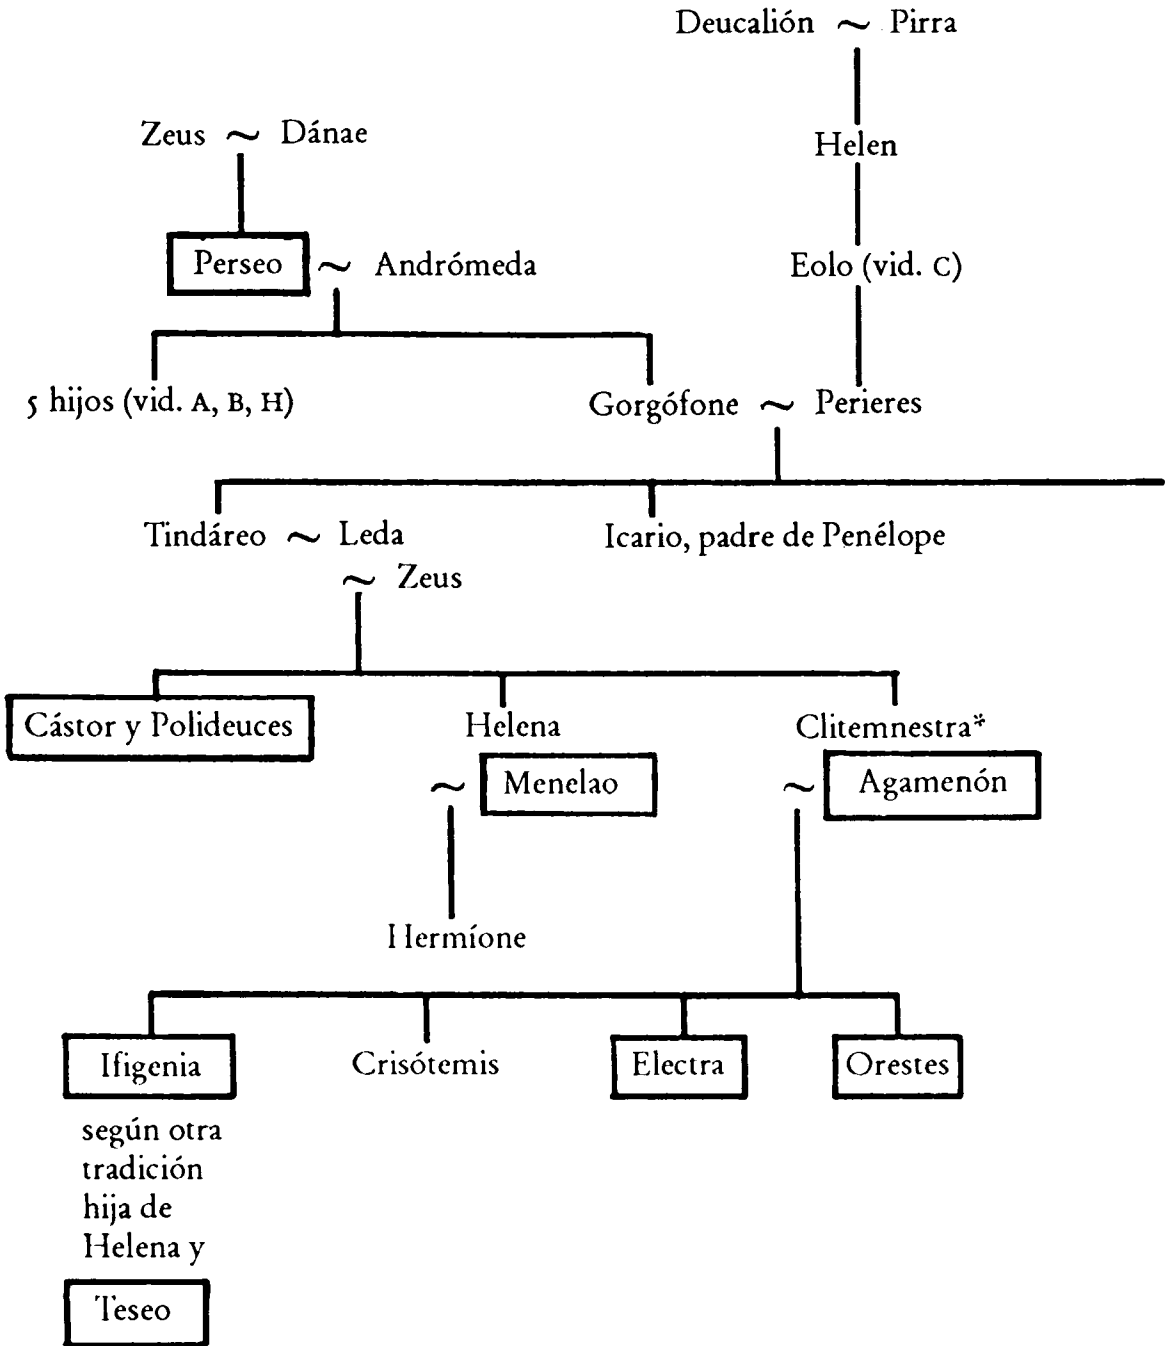 Deucalión ~ Pirra
Zeus ~ Dánae
Helen
Perseo ~ Andrómeda
Eolo (vid. C)
5 hijos (vid. A, B, H)
Gorgófone ~ Perieres
Tindáreo ~ Leda
Icario, padre de Penélope
~ Zeus
Cástor y Polideuces
Helena
Clitemnestra*
~ Menelao
~ Agamenón
Hermíone
Ifigenia
Crisótemis
Electra
Orestes
según otra
tradición
hija de
Helena y
Teseo